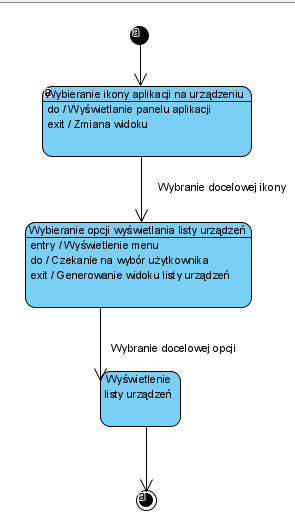 a
a
Wybieranie ikony aplikacji na urządzeniu
do / Wyświetlanie panelu aplikacji
exit / Zmiana widoku
Wybranie docelowej ikony
Wybieranie opcji wyświetlania listy urządzeń
entry / Wyświetlenie menu
do / Czekanie na wybór użytkownika
exit / Generowanie widoku listy urządzeń
Wybranie docelowej opcji
Wyświetlenie
listy urządzeń
a